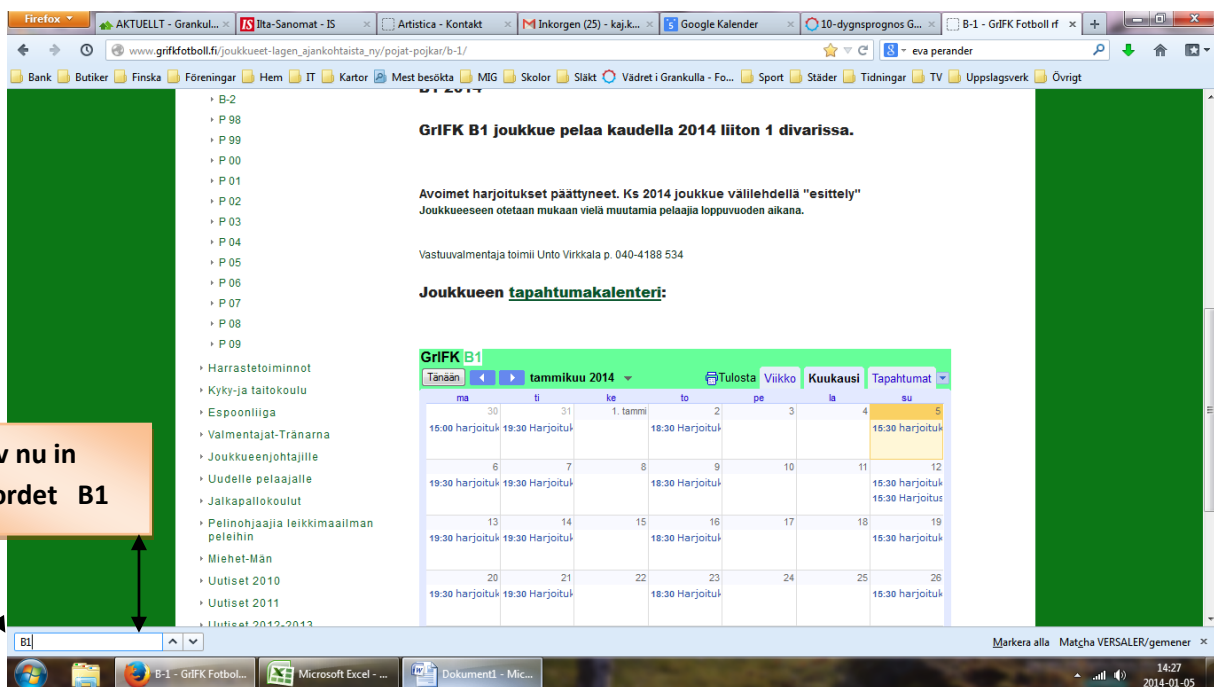 Firefox
AKTUELLT - Grankul...
IS Ilta-Sanomat - IS
Artistica - Kontakt
Inkorgen (25) - kaj.k...
Google Kalender
10-dygnsprognos G...
B-1 - GrIFK Fotboll rf
www.grifkfotboll.fi/joukkueet-lagen_ajankohtaista_ny/pojat-pojkar/b-1/
eva perander
Bank Butiker Finska Föreningar Hem IT Kartor Mest besökta MIG Skolor Släkt Vädret i Grankulla - Fo... Sport Städer Tidningar TV Uppslagsverk Övrigt
B-2
P 98
P 99
P 00
P 01
P 02
P 03
P 04
P 05
P 06
P 07
P 08
P 09
Harrastetoiminnot
Kyky-ja taitokoulu
Espoonliiga
Valmentajat-Tränarna
Joukkueenjohtajille
Uudelle pelaajalle
Jalkapallokoulut
Pelinohjaajia leikkimaailman
peleihin
Miehet-Män
Uutiset 2010
Uutiset 2011
Uutiset 2012-2013
B1 2014
GrIFK B1 joukkue pelaa kaudella 2014 liiton 1 divarissa.
Avoimet harjoitukset päättyneet. Ks 2014 joukkue välilehdellä "esittely"
Joukkueeseen otetaan mukaan vielä muutamia pelaajia loppuvuoden aikana.
Vastuuvalmentaja toimii Unto Virkkala p. 040-4188 534
Joukkueen tapahtumakalenteri:
GrIFK B1
Tänään tammikuu 2014 Tulosta Viikko Kuukausi Tapahtumat
ma ti ke to pe la su
30 31 1. tammi 2 3 4 5
15:00 harjoituk 19:30 Harjoituk 18:30 Harjoituk 15:30 harjoituk
6 7 8 9 10 11 12
19:30 harjoituk 19:30 Harjoituk 18:30 Harjoituk 15:30 harjoituk
15:30 Harjoitus
13 14 15 16 17 18 19
19:30 harjoituk 19:30 Harjoituk 18:30 Harjoituk 15:30 harjoituk
20 21 22 23 24 25 26
19:30 harjoituk 19:30 Harjoituk 18:30 Harjoituk 15:30 harjoituk
v nu in
ordet B1
B1
Markera alla Matcha VERSALER/gemener
B-1 - GrIFK Fotbol...
Microsoft Excel - ...
Dokument1 - Mic...
14:27
2014-01-05